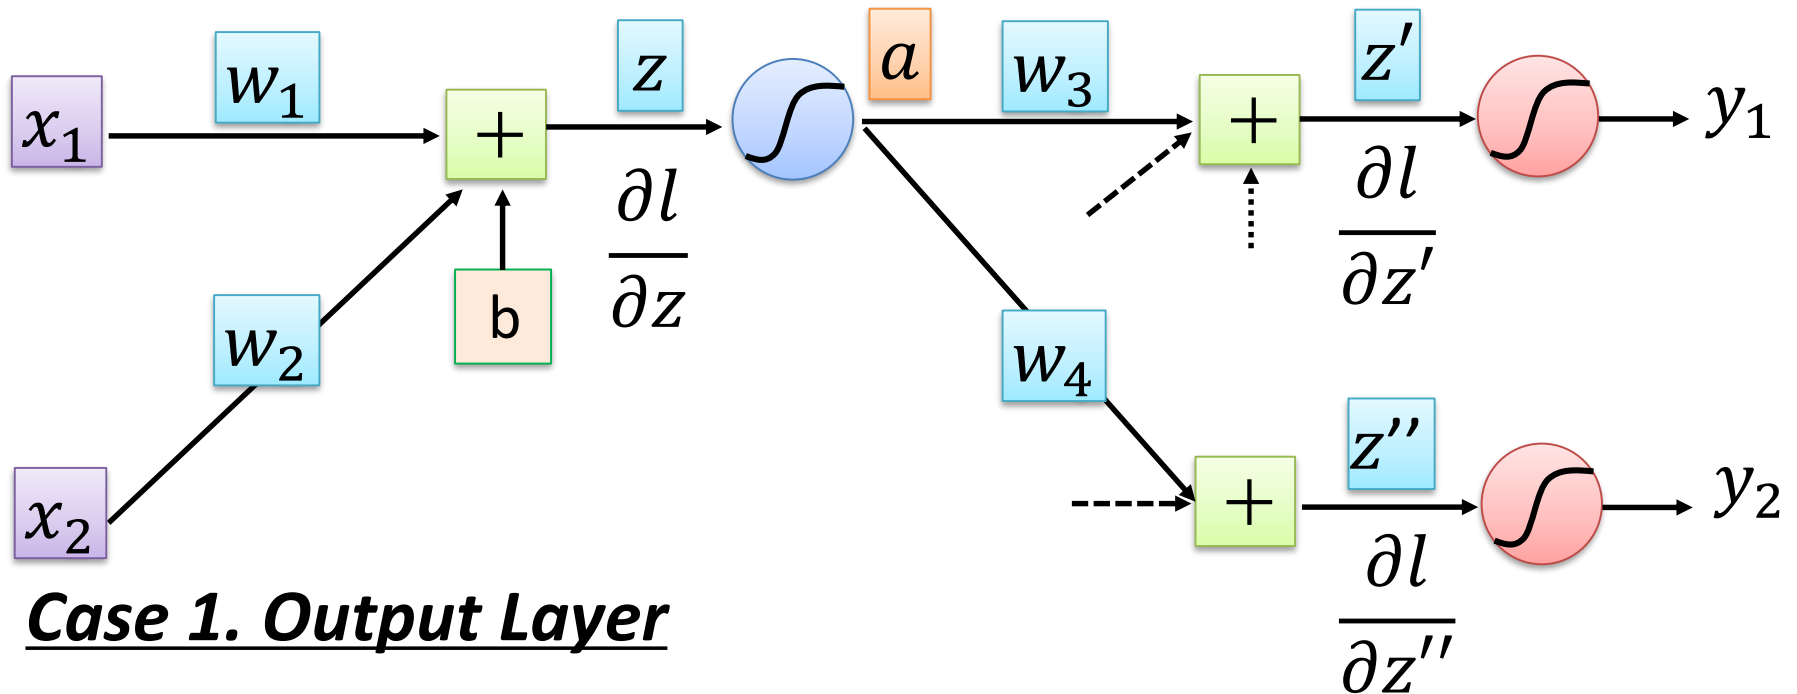 x₁
w₁
+
z
a
w₃
+
z′
y₁
∂l
∂z
∂l
∂z′
b
w₂
w₄
x₂
+
z′′
y₂
∂l
∂z′′
Case 1. Output Layer